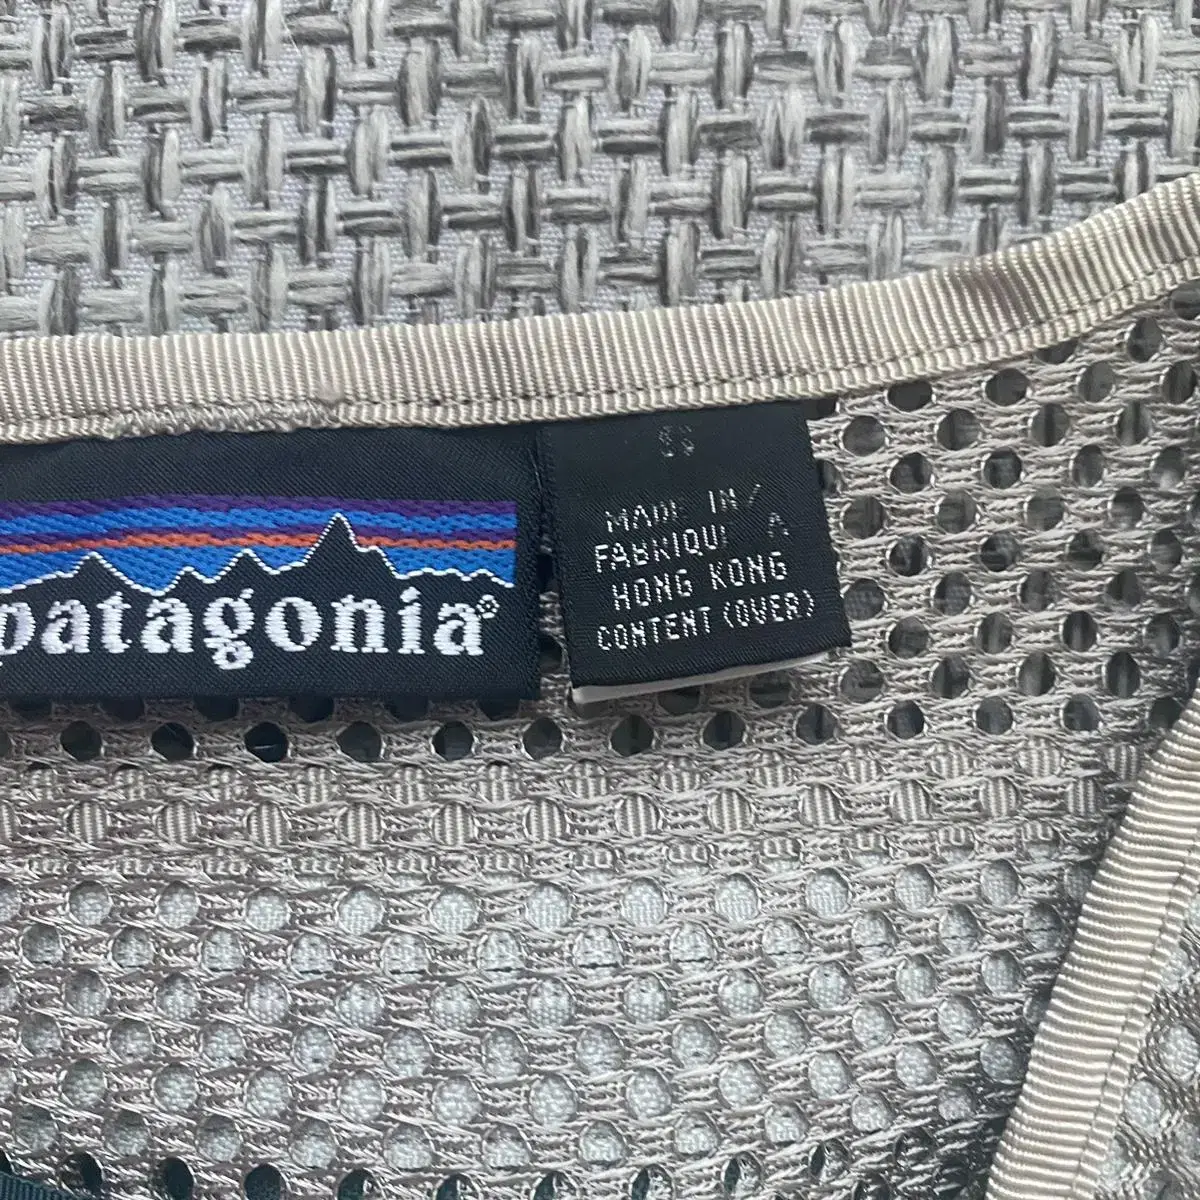 patagonia®
MADE IN/
FABRIQUE A
HONG KONG
CONTENT (OVER)